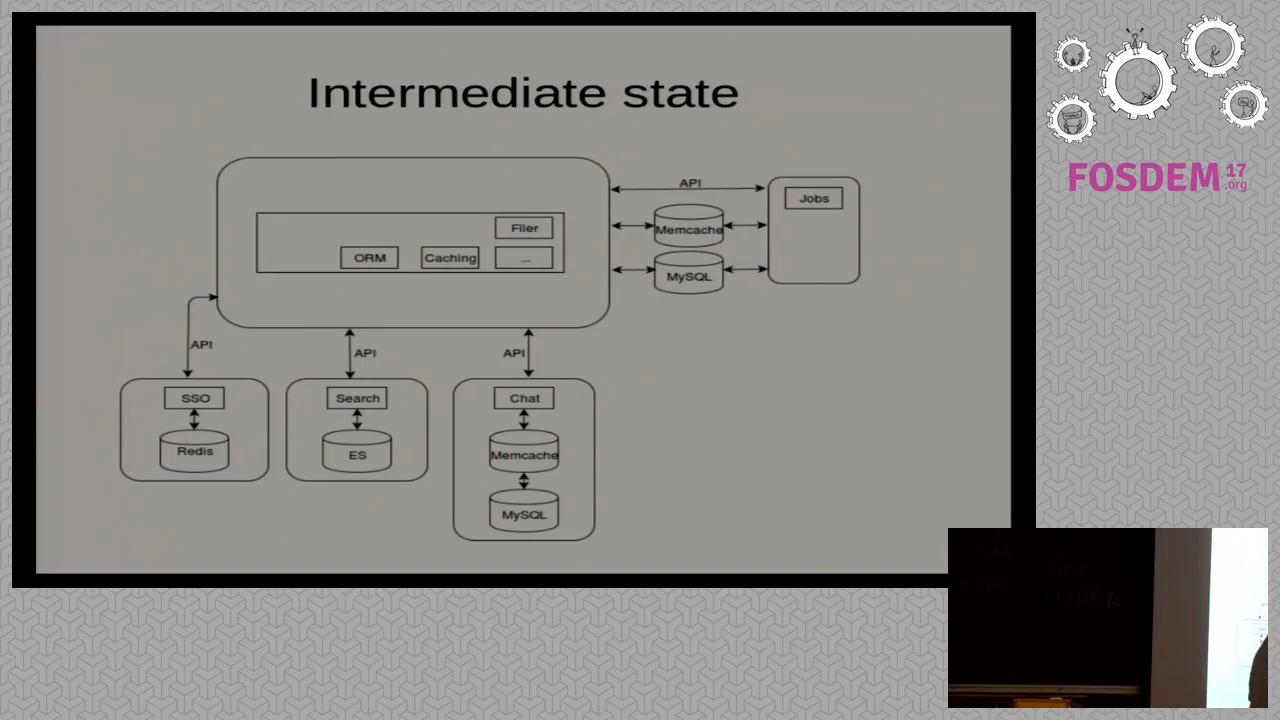 Intermediate state
API
Jobs
Filer
Memcache
ORM
Caching
...
MySQL
API
API
API
SSO
Search
Chat
Redis
ES
Memcache
MySQL
FOSDEM 17
.org